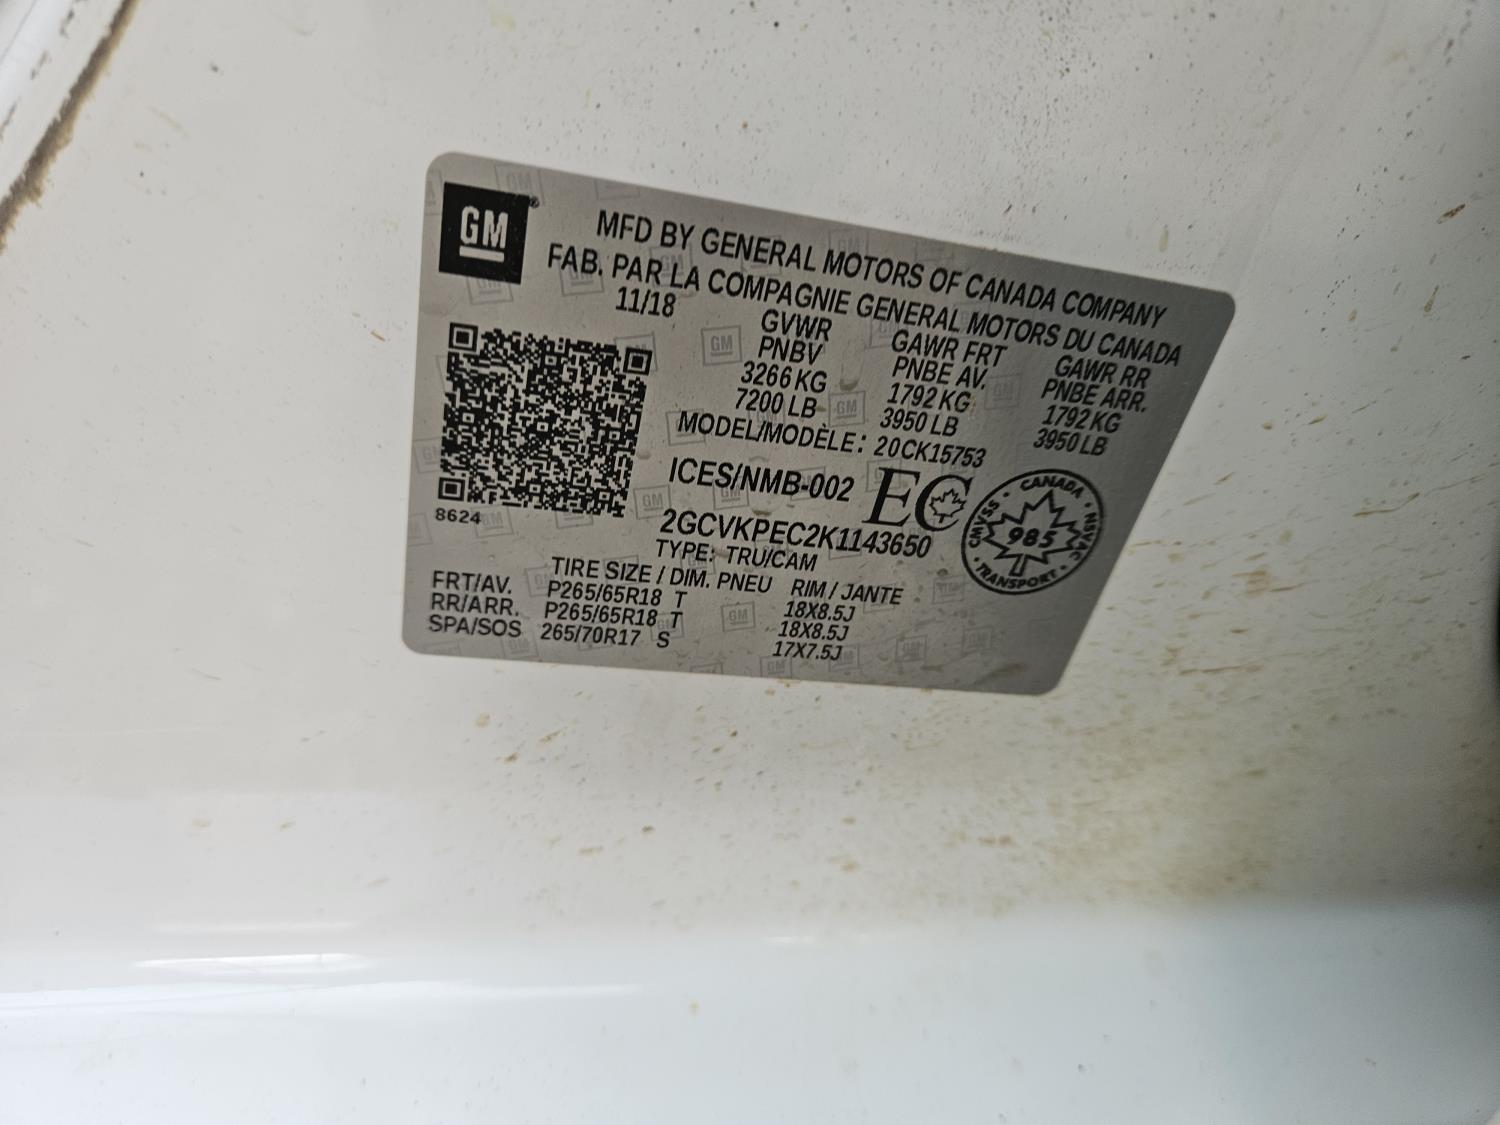 GM
MFD BY GENERAL MOTORS OF CANADA COMPANY
FAB. PAR LA COMPAGNIE GENERAL MOTORS DU CANADA
11/18 GVWR GAWR FRT GAWR RR
PNBV PNBE AV. PNBE ARR.
3266 KG 1792 KG 1792 KG
7200 LB 3950 LB 3950 LB
MODEL/MODÈLE: 20CK15753
ICES/NMB-002 EC
CANADA CMVSS NSVAC 985 TRANSPORT
8624
2GCVKPEC2K1143650
TYPE: TRU/CAM
TIRE SIZE / DIM. PNEU RIM / JANTE
FRT/AV. P265/65R18 T 18X8.5J
RR/ARR. P265/65R18 T 18X8.5J
SPA/SOS 265/70R17 S 17X7.5J